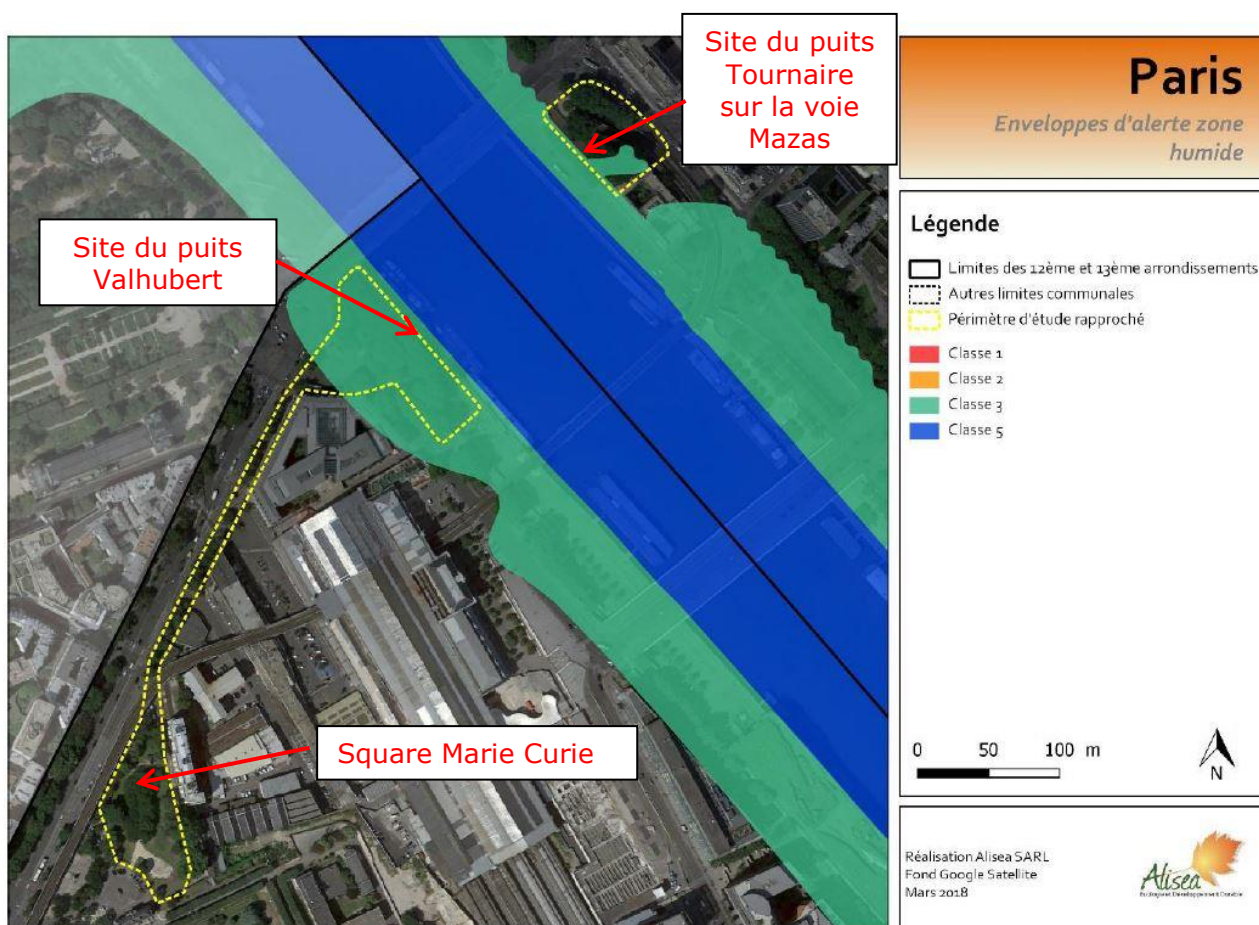 Site du puits
Tournaire
sur la voie
Mazas
Site du puits
Valhubert
Square Marie Curie
Paris
Enveloppes d'alerte zone
humide
Légende
Limites des 12ème et 13ème arrondissements
Autres limites communales
Périmètre d'étude rapproché
Classe 1
Classe 2
Classe 3
Classe 5
0 50 100 m
N
Réalisation Alisea SARL
Fond Google Satellite
Mars 2018
Alisea